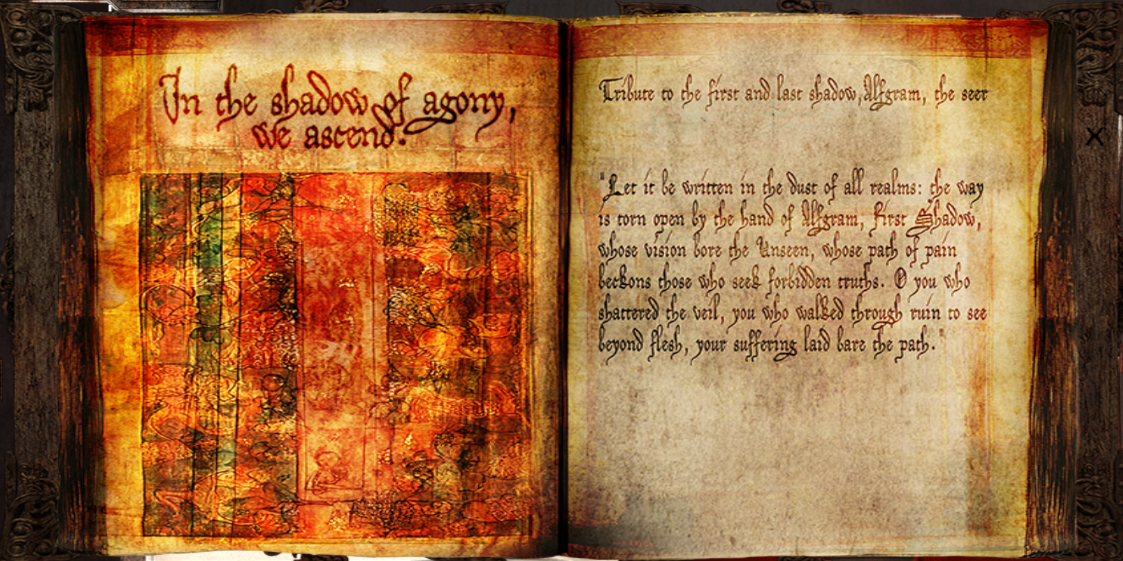 In the shadow of agony,
we ascend.
Tribute to the first and last shadow, Alfgram, the seer
"Let it be written in the dust of all realms: the way
is torn open by the hand of Alfgram, First Shadow,
whose vision bore the Unseen, whose path of pain
beckons those who seek forbidden truths. O you who
shattered the veil, you who walked through ruin to see
beyond flesh, your suffering laid bare the path."
X